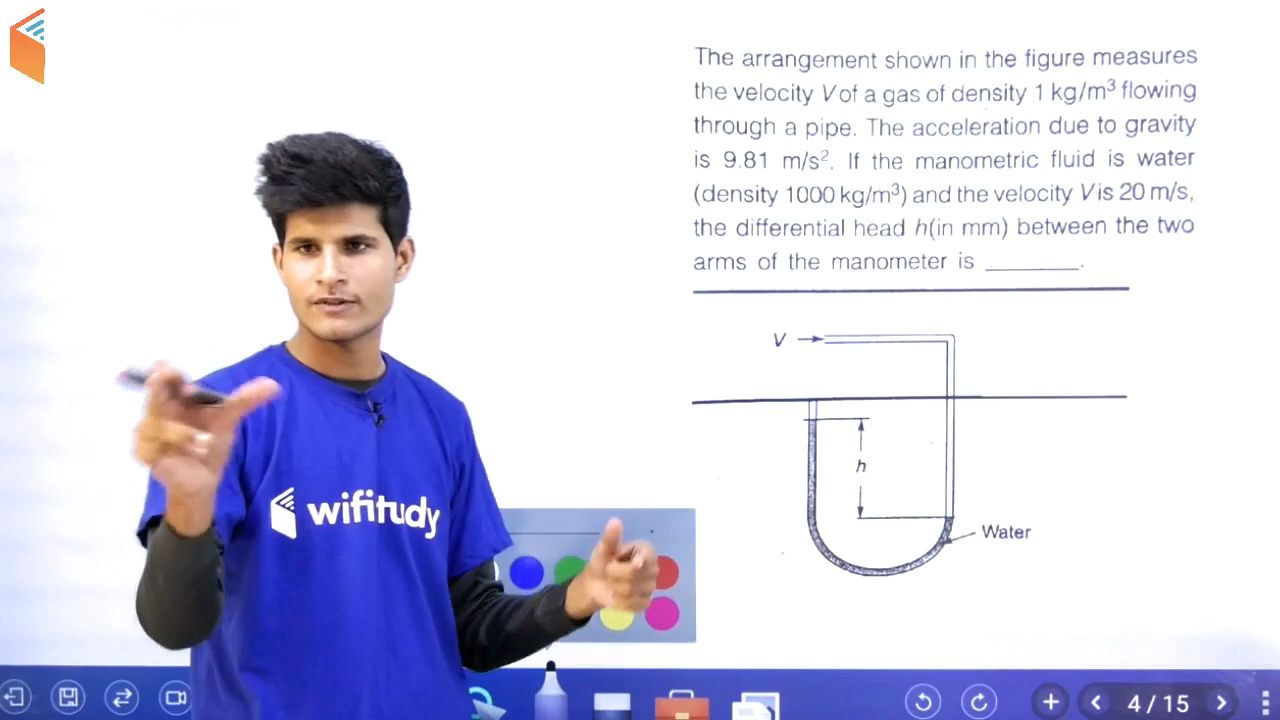 The arrangement shown in the figure measures
the velocity V of a gas of density 1 kg/m³ flowing
through a pipe. The acceleration due to gravity
is 9.81 m/s². If the manometric fluid is water
(density 1000 kg/m³) and the velocity V is 20 m/s,
the differential head h(in mm) between the two
arms of the manometer is ________.
V
h
Water
wifitudy
4 / 15